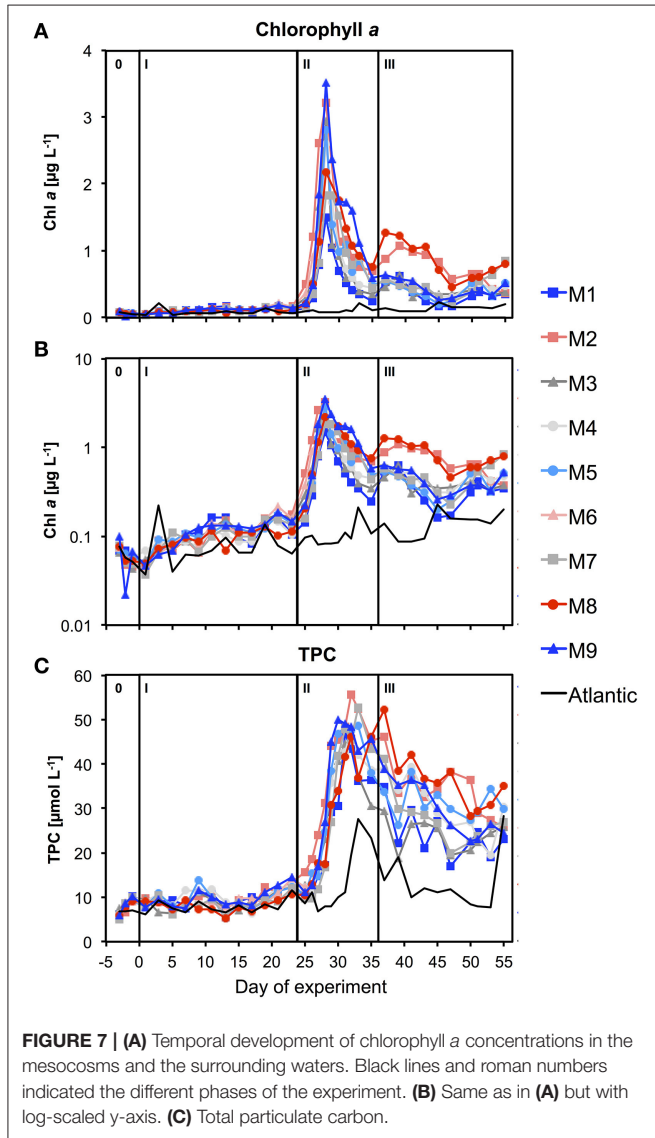 A
Chlorophyll a
Chl a [µg L⁻¹]
4
3
2
1
0
0
I
II
III
B
Chl a [µg L⁻¹]
10
1
0.1
0.01
0
I
II
III
C
TPC
TPC [µmol L⁻¹]
60
50
40
30
20
10
0
0
I
II
III
-5 0 5 10 15 20 25 30 35 40 45 50 55
Day of experiment
M1
M2
M3
M4
M5
M6
M7
M8
M9
Atlantic
FIGURE 7 | (A) Temporal development of chlorophyll a concentrations in the
mesocosms and the surrounding waters. Black lines and roman numbers
indicated the different phases of the experiment. (B) Same as in (A) but with
log-scaled y-axis. (C) Total particulate carbon.